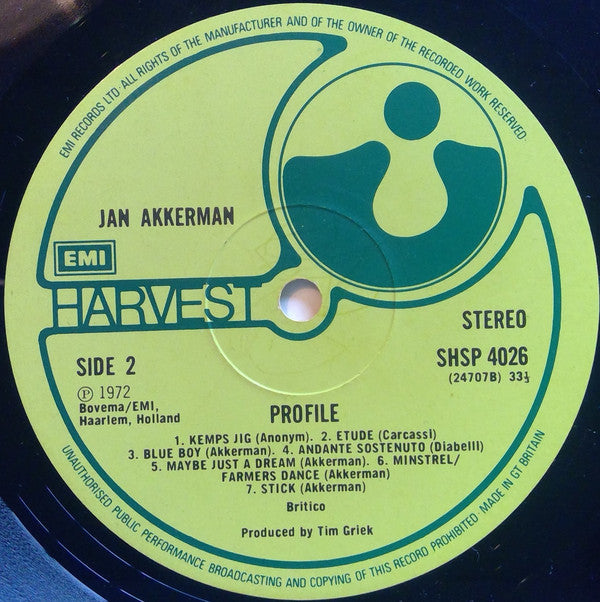 EMI RECORDS LTD· ALL RIGHTS OF THE MANUFACTURER AND OF THE OWNER OF THE RECORDED WORK RESERVED·
JAN AKKERMAN
EMI
HARVEST
STEREO
SIDE 2
SHSP 4026
(24707B) 33⅓
Ⓟ 1972
Bovema/EMI,
Haarlem, Holland
PROFILE
1. KEMPS JIG (Anonym). 2. ETUDE (Carcassi)
3. BLUE BOY (Akkerman). 4. ANDANTE SOSTENUTO (Diabelli)
5. MAYBE JUST A DREAM (Akkerman). 6. MINSTREL/
FARMERS DANCE (Akkerman)
7. STICK (Akkerman)
Britico
Produced by Tim Griek
UNAUTHORISED PUBLIC PERFORMANCE BROADCASTING AND COPYING OF THIS RECORD PROHIBITED· MADE IN GT BRITAIN